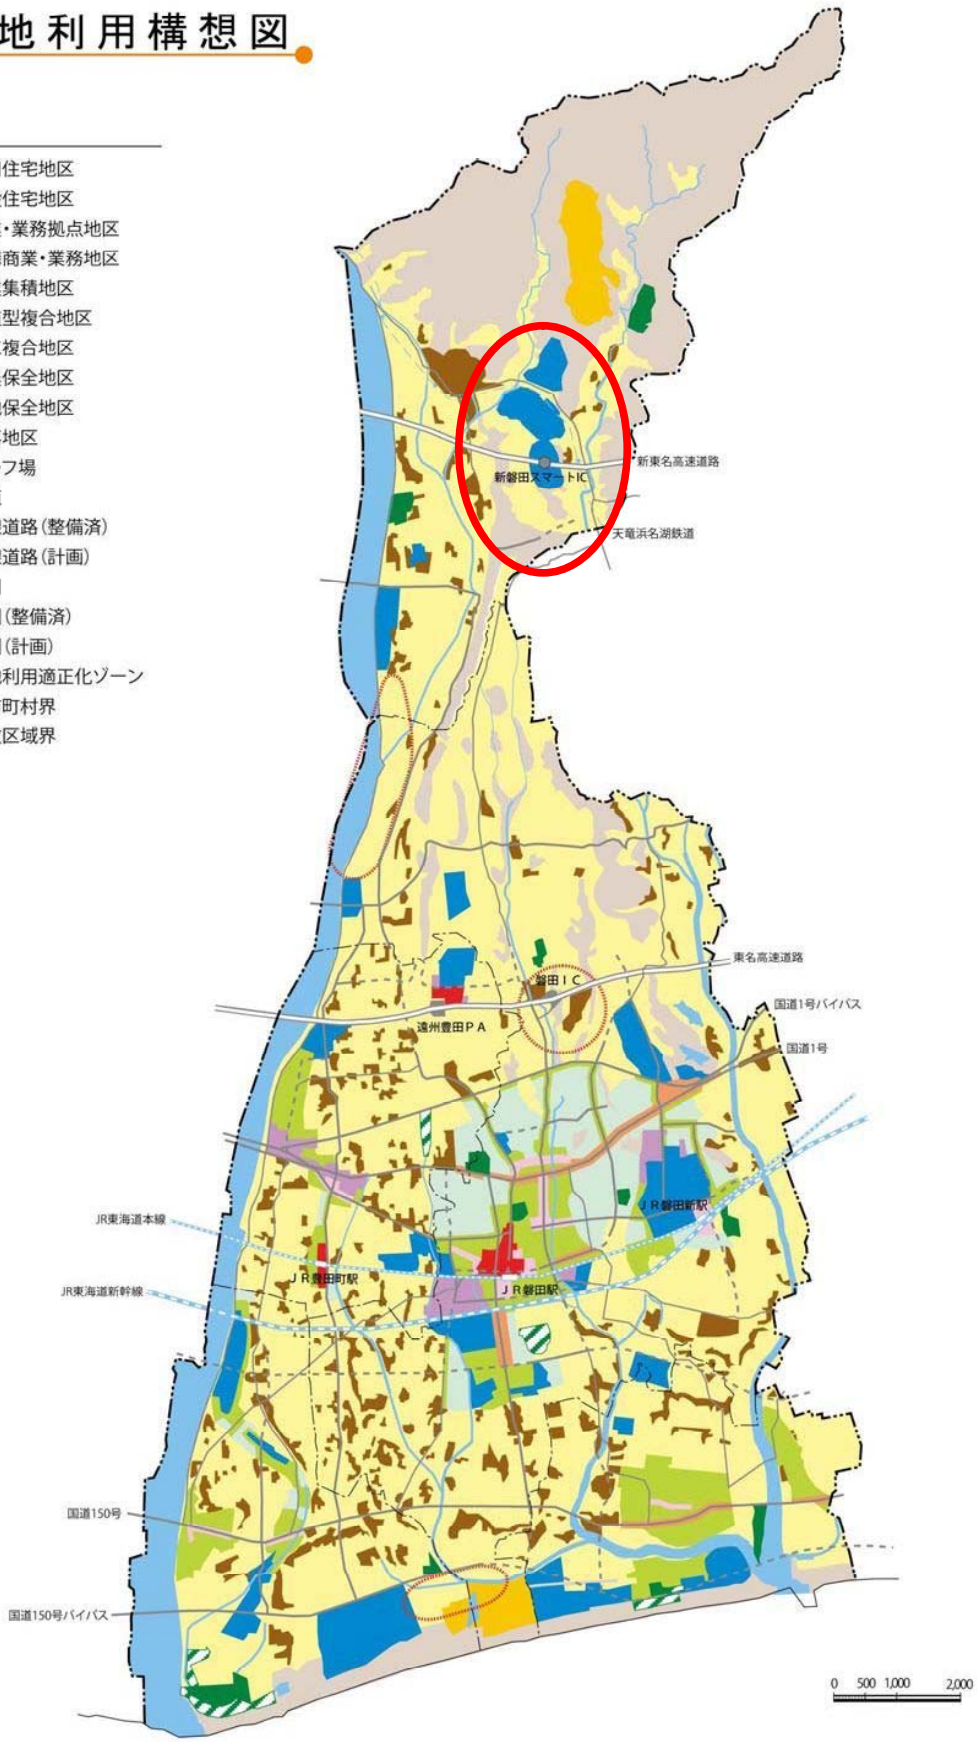 地利用構想図
住宅地区
住宅地区
・業務拠点地区
商業・業務地区
集積地区
型複合地区
複合地区
保全地区
保全地区
地区
フ場
道路(整備済)
道路(計画)
(整備済)
(計画)
利用適正化ゾーン
町村界
区域界
新東名高速道路
新磐田スマートIC
天竜浜名湖鉄道
東名高速道路
磐田IC
国道1号バイパス
遠州豊田PA
国道1号
JR磐田新駅
JR東海道本線
JR豊田町駅
JR磐田駅
JR東海道新幹線
国道150号
国道150号バイパス
0 500 1,000 2,000